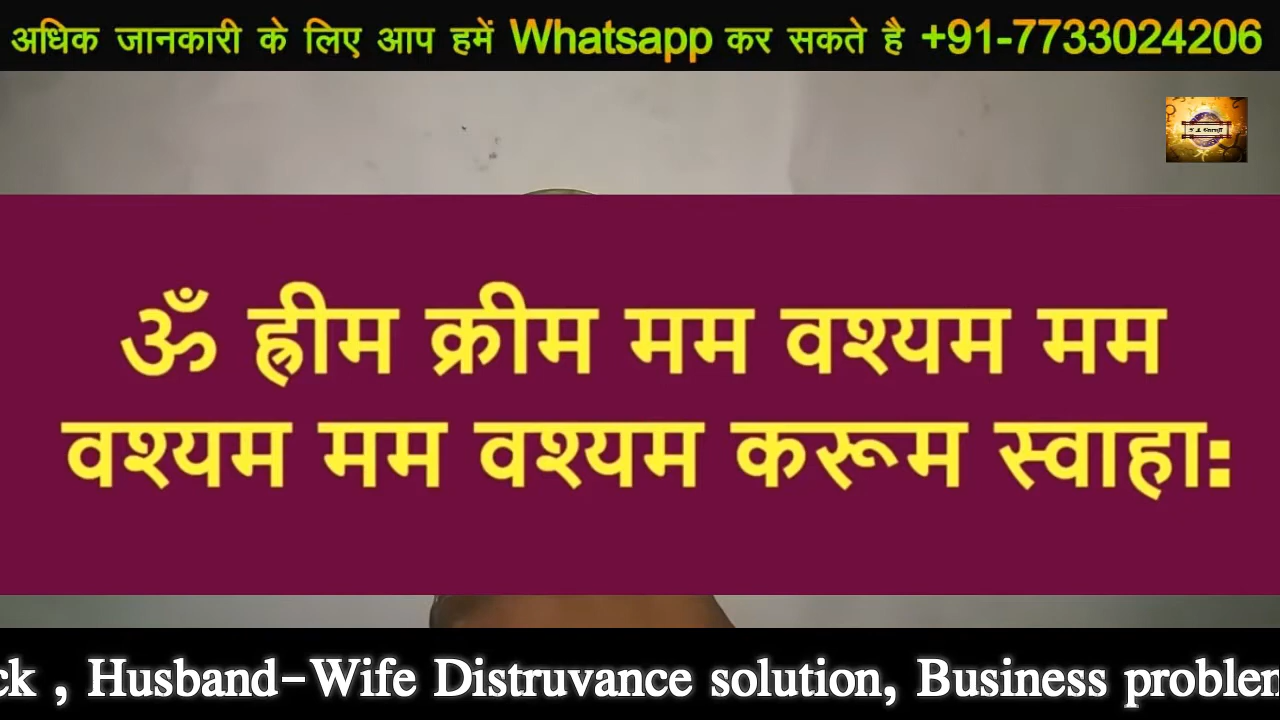 अधिक जानकारी के लिए आप हमें Whatsapp कर सकते है +91-7733024206
ॐ ह्रीम क्रीम मम वश्यम मम
वश्यम मम वश्यम करूम स्वाहा:
ck , Husband-Wife Distruvance solution, Business problem